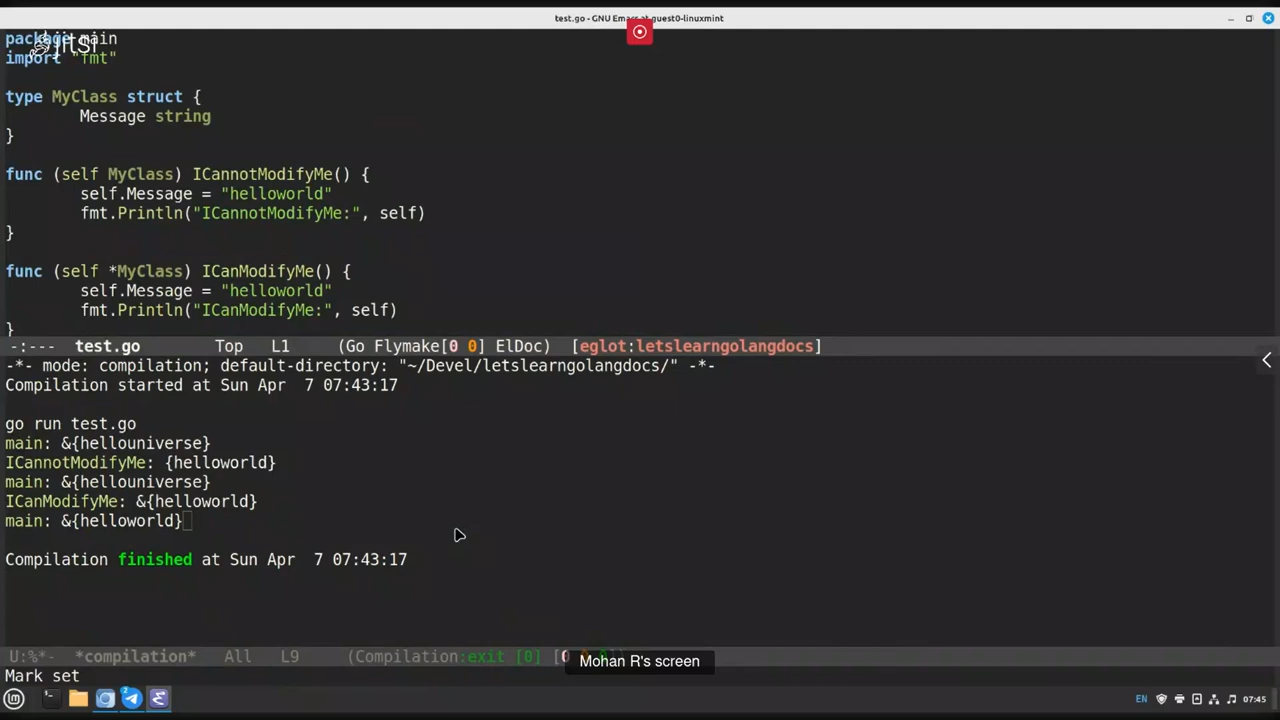 test.go - GNU Emacs at guest0-linuxmint
jitsi
package main
import "fmt"
type MyClass struct {
Message string
}
func (self MyClass) ICannotModifyMe() {
self.Message = "helloworld"
fmt.Println("ICannotModifyMe:", self)
}
func (self *MyClass) ICanModifyMe() {
self.Message = "helloworld"
fmt.Println("ICanModifyMe:", self)
}
-:--- test.go Top L1 (Go Flymake[0 0] ElDoc) [eglot:letslearngolangdocs]
-*- mode: compilation; default-directory: "~/Devel/letslearngolangdocs/" -*-
Compilation started at Sun Apr 7 07:43:17
go run test.go
main: &{hellouniverse}
ICannotModifyMe: {helloworld}
main: &{hellouniverse}
ICanModifyMe: &{helloworld}
main: &{helloworld}
Compilation finished at Sun Apr 7 07:43:17
U:%*- *compilation* All L9 (Compilation:exit [0] [0
Mohan R's screen
Mark set
2
EN
07:45